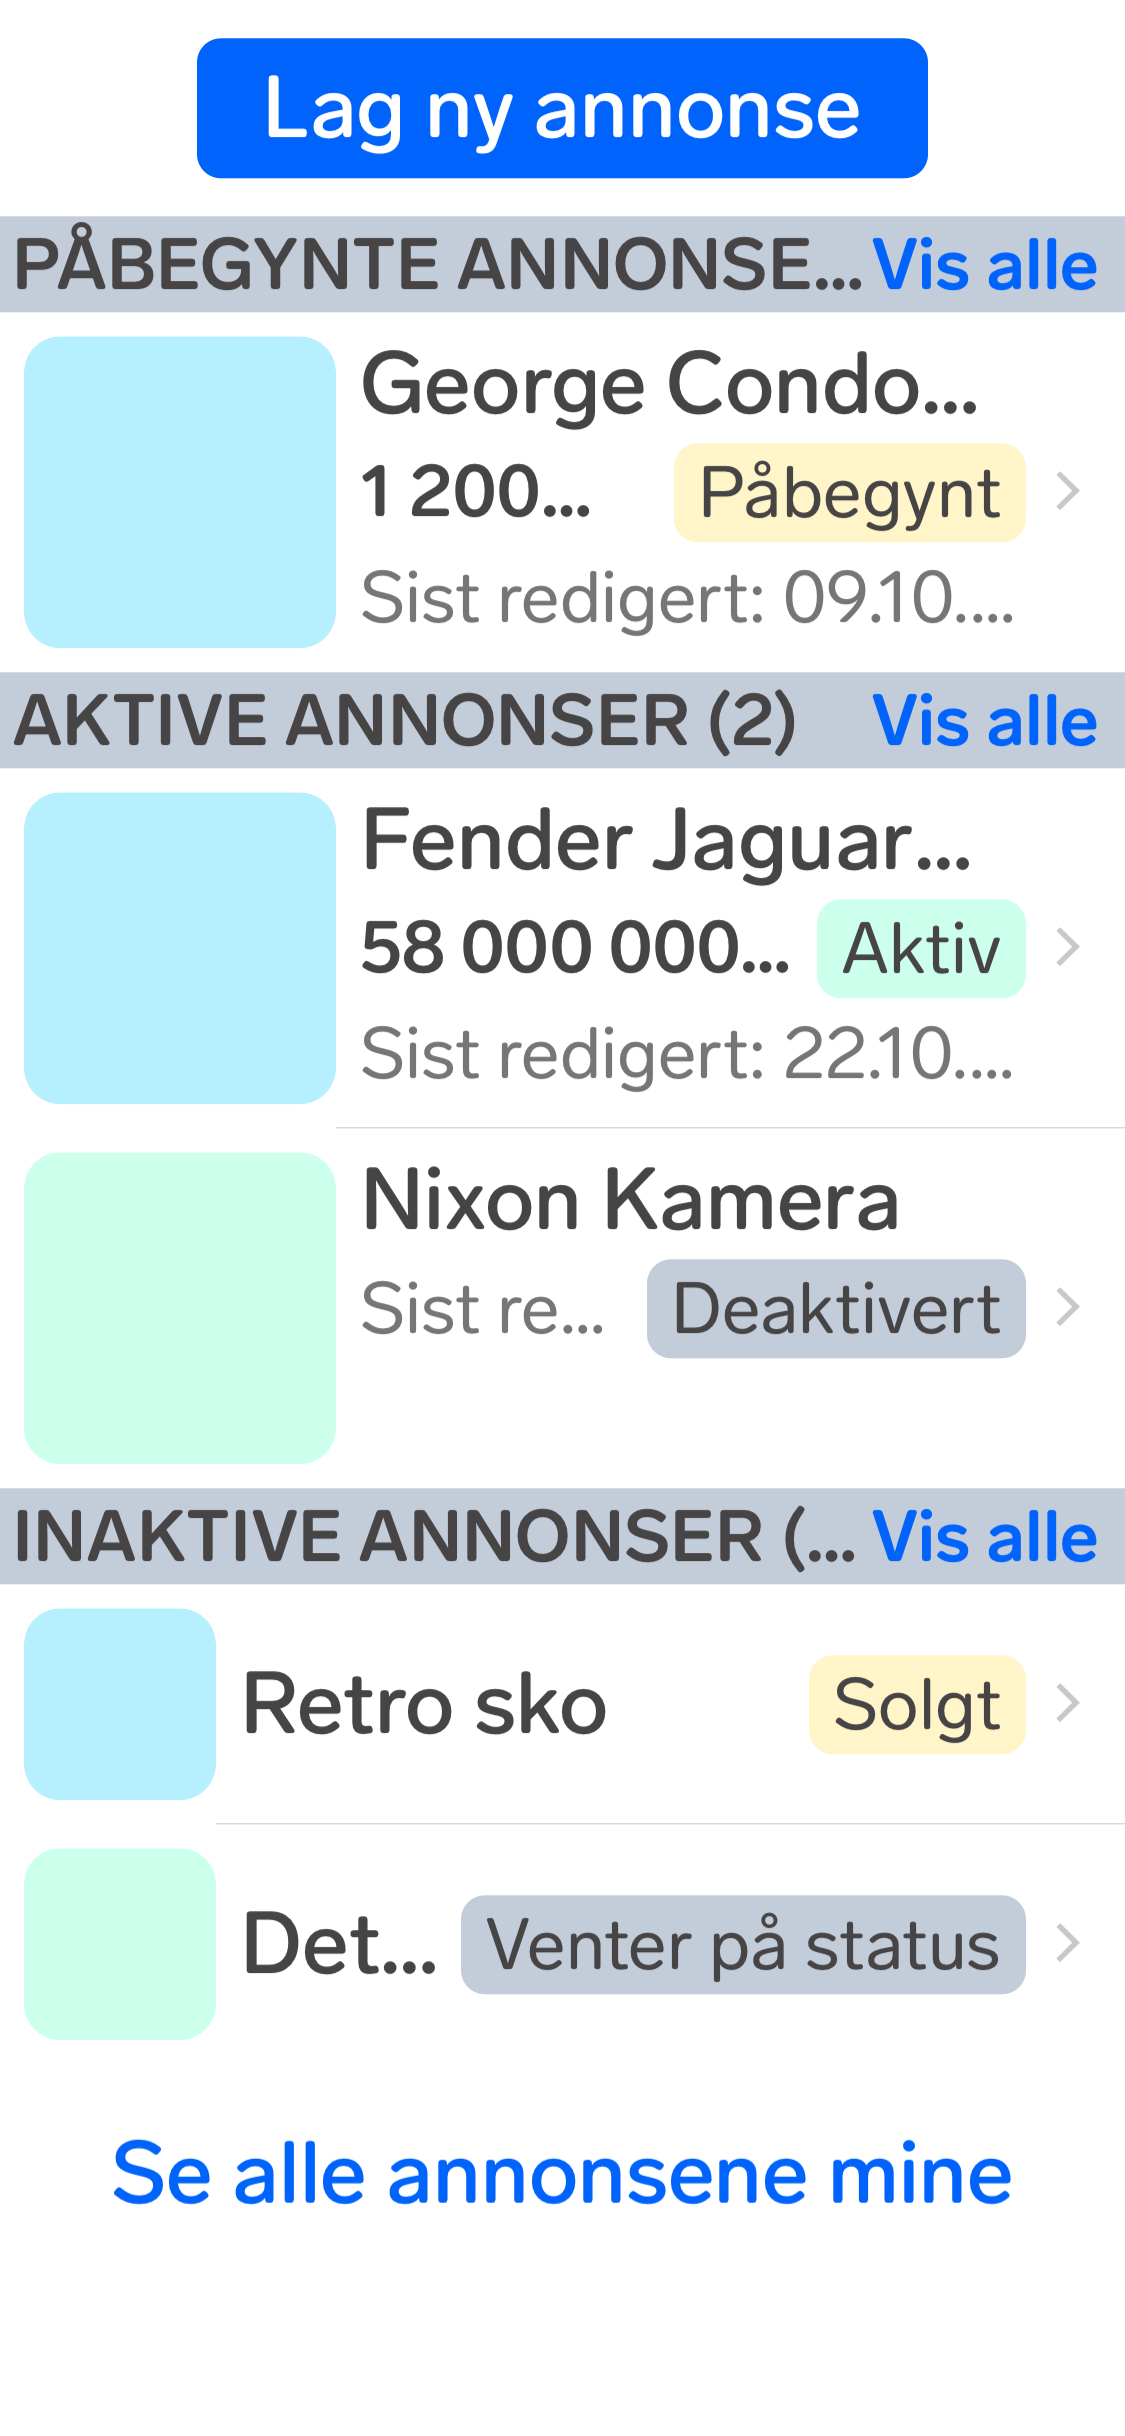 Lag ny annonse
PÅBEGYNTE ANNONSE... Vis alle
George Condo...
1 200... Påbegynt
Sist redigert: 09.10....
AKTIVE ANNONSER (2) Vis alle
Fender Jaguar...
58 000 000... Aktiv
Sist redigert: 22.10....
Nixon Kamera
Sist re... Deaktivert
INAKTIVE ANNONSER (... Vis alle
Retro sko Solgt
Det... Venter på status
Se alle annonsene mine